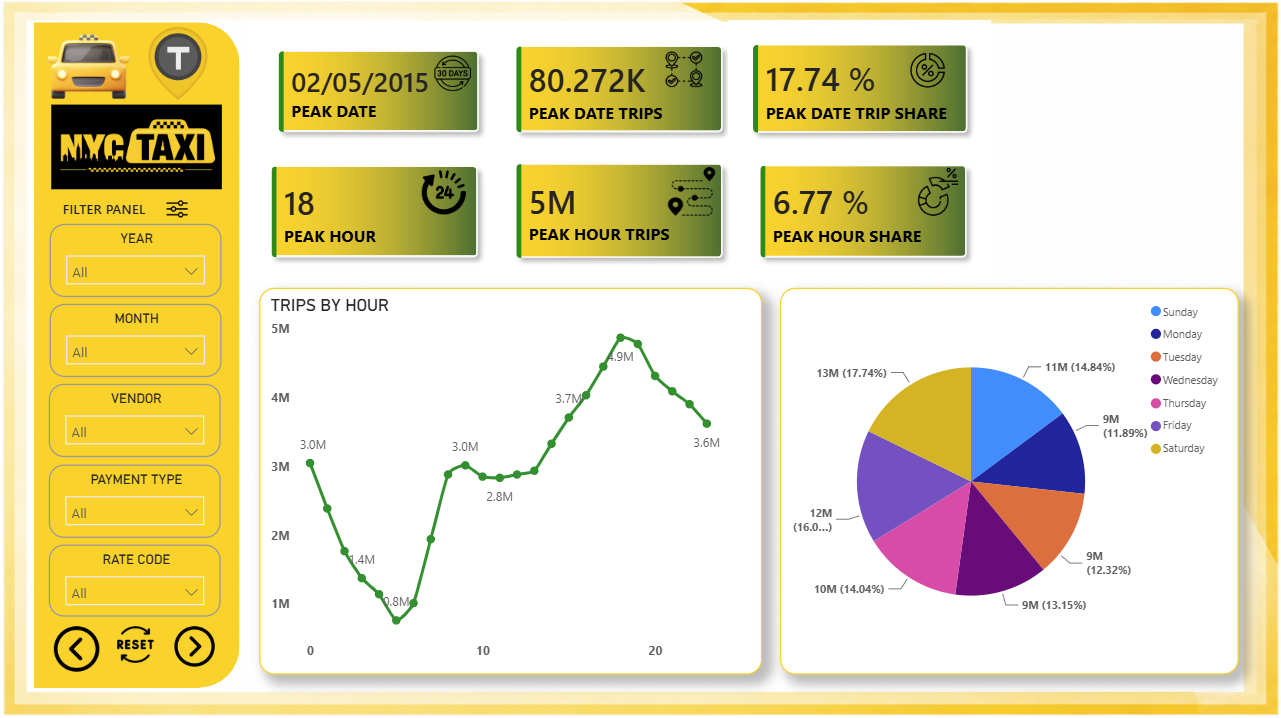 T
NYC TAXI
FILTER PANEL
YEAR
All
MONTH
All
VENDOR
All
PAYMENT TYPE
All
RATE CODE
All
RESET
02/05/2015
30 DAYS
PEAK DATE
80.272K
PEAK DATE TRIPS
17.74 %
%
PEAK DATE TRIP SHARE
18
24
PEAK HOUR
5M
PEAK HOUR TRIPS
6.77 %
%
PEAK HOUR SHARE
TRIPS BY HOUR
5M
4M
3M
2M
1M
3.0M
1.4M
0.8M
3.0M
2.8M
3.7M
4.9M
3.6M
0
10
20
Sunday
Monday
Tuesday
Wednesday
Thursday
Friday
Saturday
11M (14.84%)
9M
(11.89%)
9M
(12.32%)
9M (13.15%)
10M (14.04%)
12M
(16.0...)
13M (17.74%)